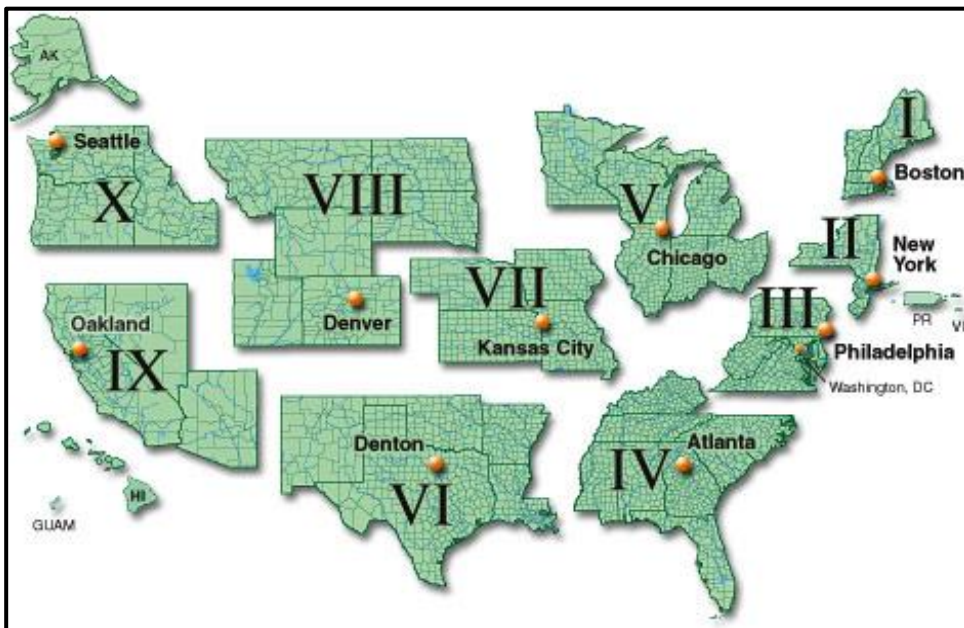 AK
Seattle
X
VIII
V
I
Boston
II
New
York
Chicago
VII
III
PR
Denver
Oakland
IX
Kansas City
Philadelphia
Washington, DC
Denton
VI
IV
Atlanta
HI
GUAM